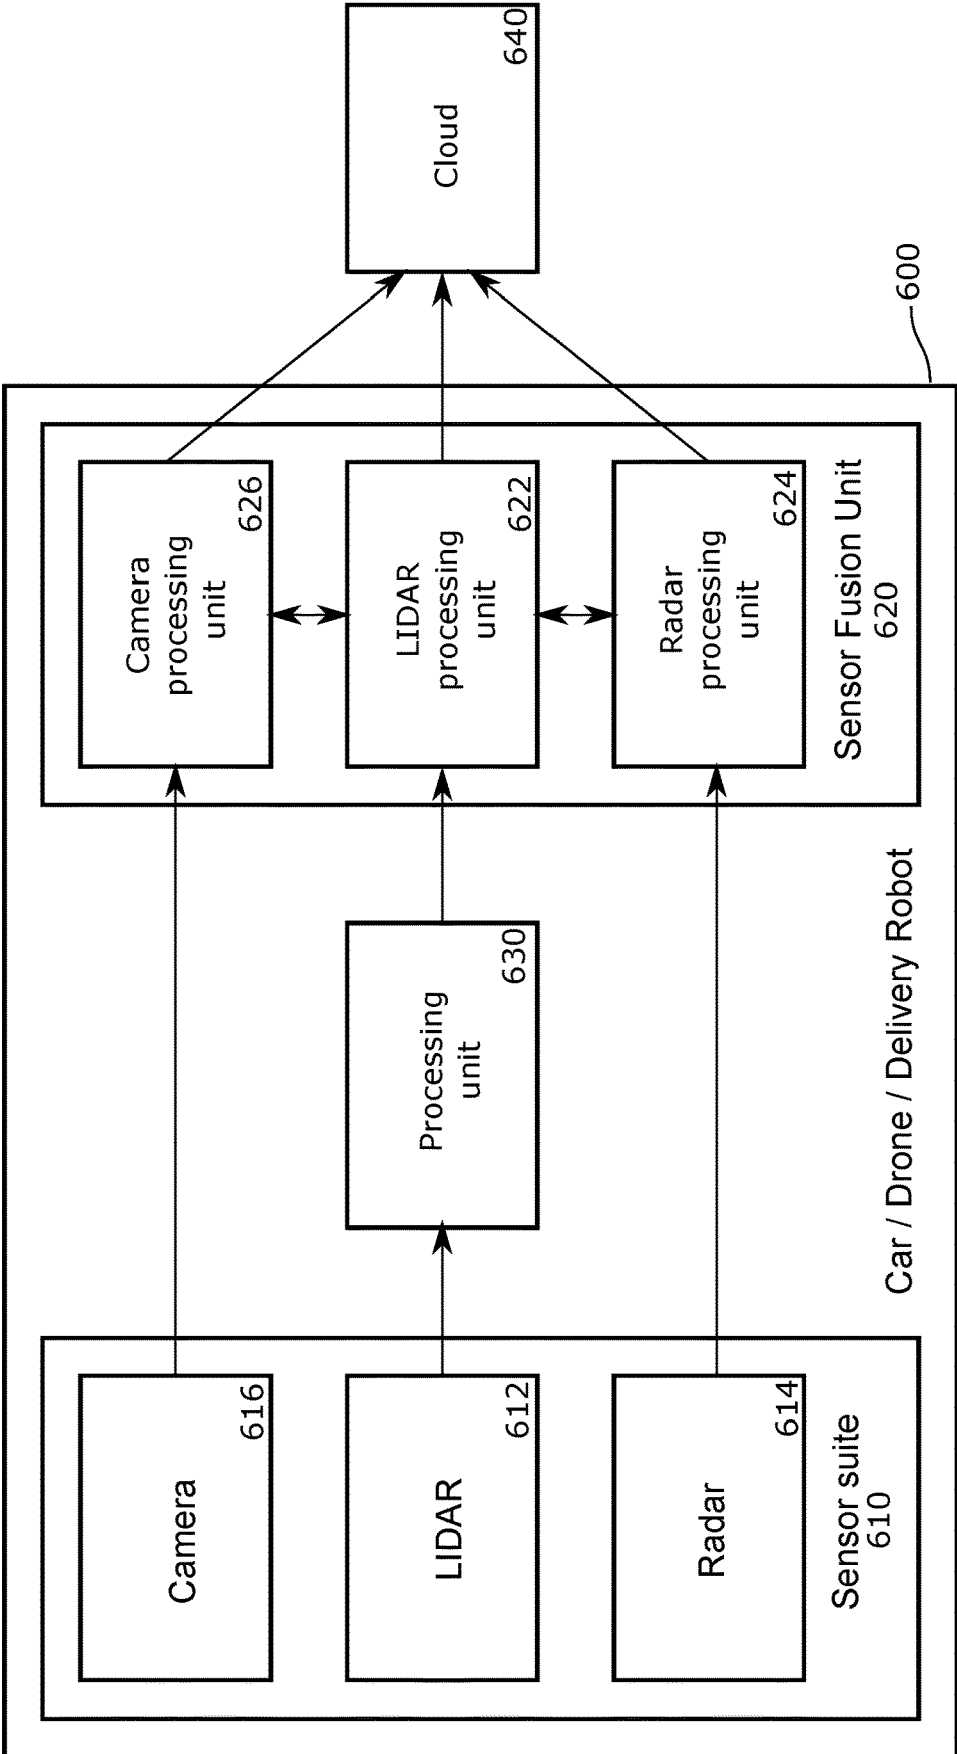 Camera
616
LIDAR
612
Radar
614
Sensor suite
610
Processing
unit
630
Car / Drone / Delivery Robot
Camera
processing
unit
626
LIDAR
processing
unit
622
Radar
processing
unit
624
Sensor Fusion Unit
620
600
Cloud
640